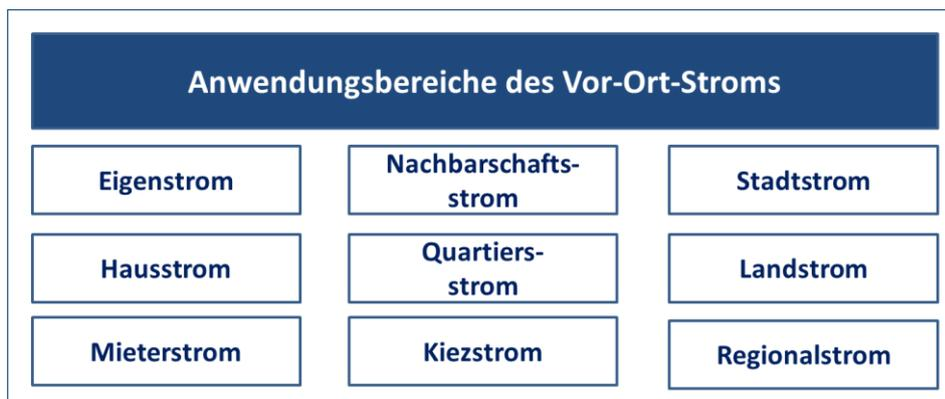 Anwendungsbereiche des Vor-Ort-Stroms
Eigenstrom
Nachbarschafts-
strom
Stadtstrom
Hausstrom
Quartiers-
strom
Landstrom
Mieterstrom
Kiezstrom
Regionalstrom